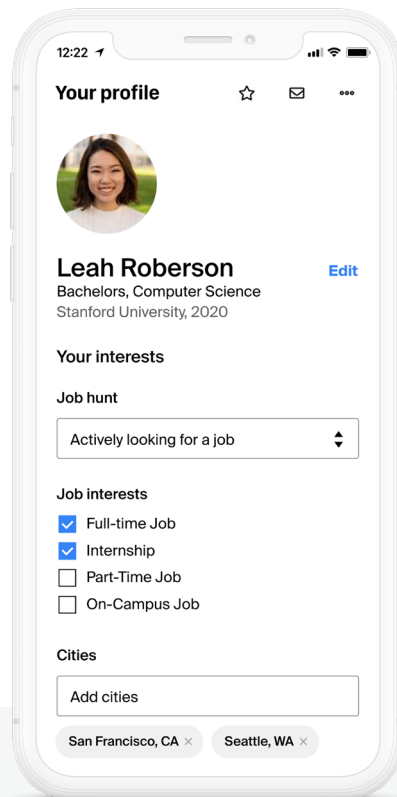 12:22
Your profile
Leah Roberson
Edit
Bachelors, Computer Science
Stanford University, 2020
Your interests
Job hunt
Actively looking for a job
Job interests
Full-time Job
Internship
Part-Time Job
On-Campus Job
Cities
Add cities
San Francisco, CA ×
Seattle, WA ×